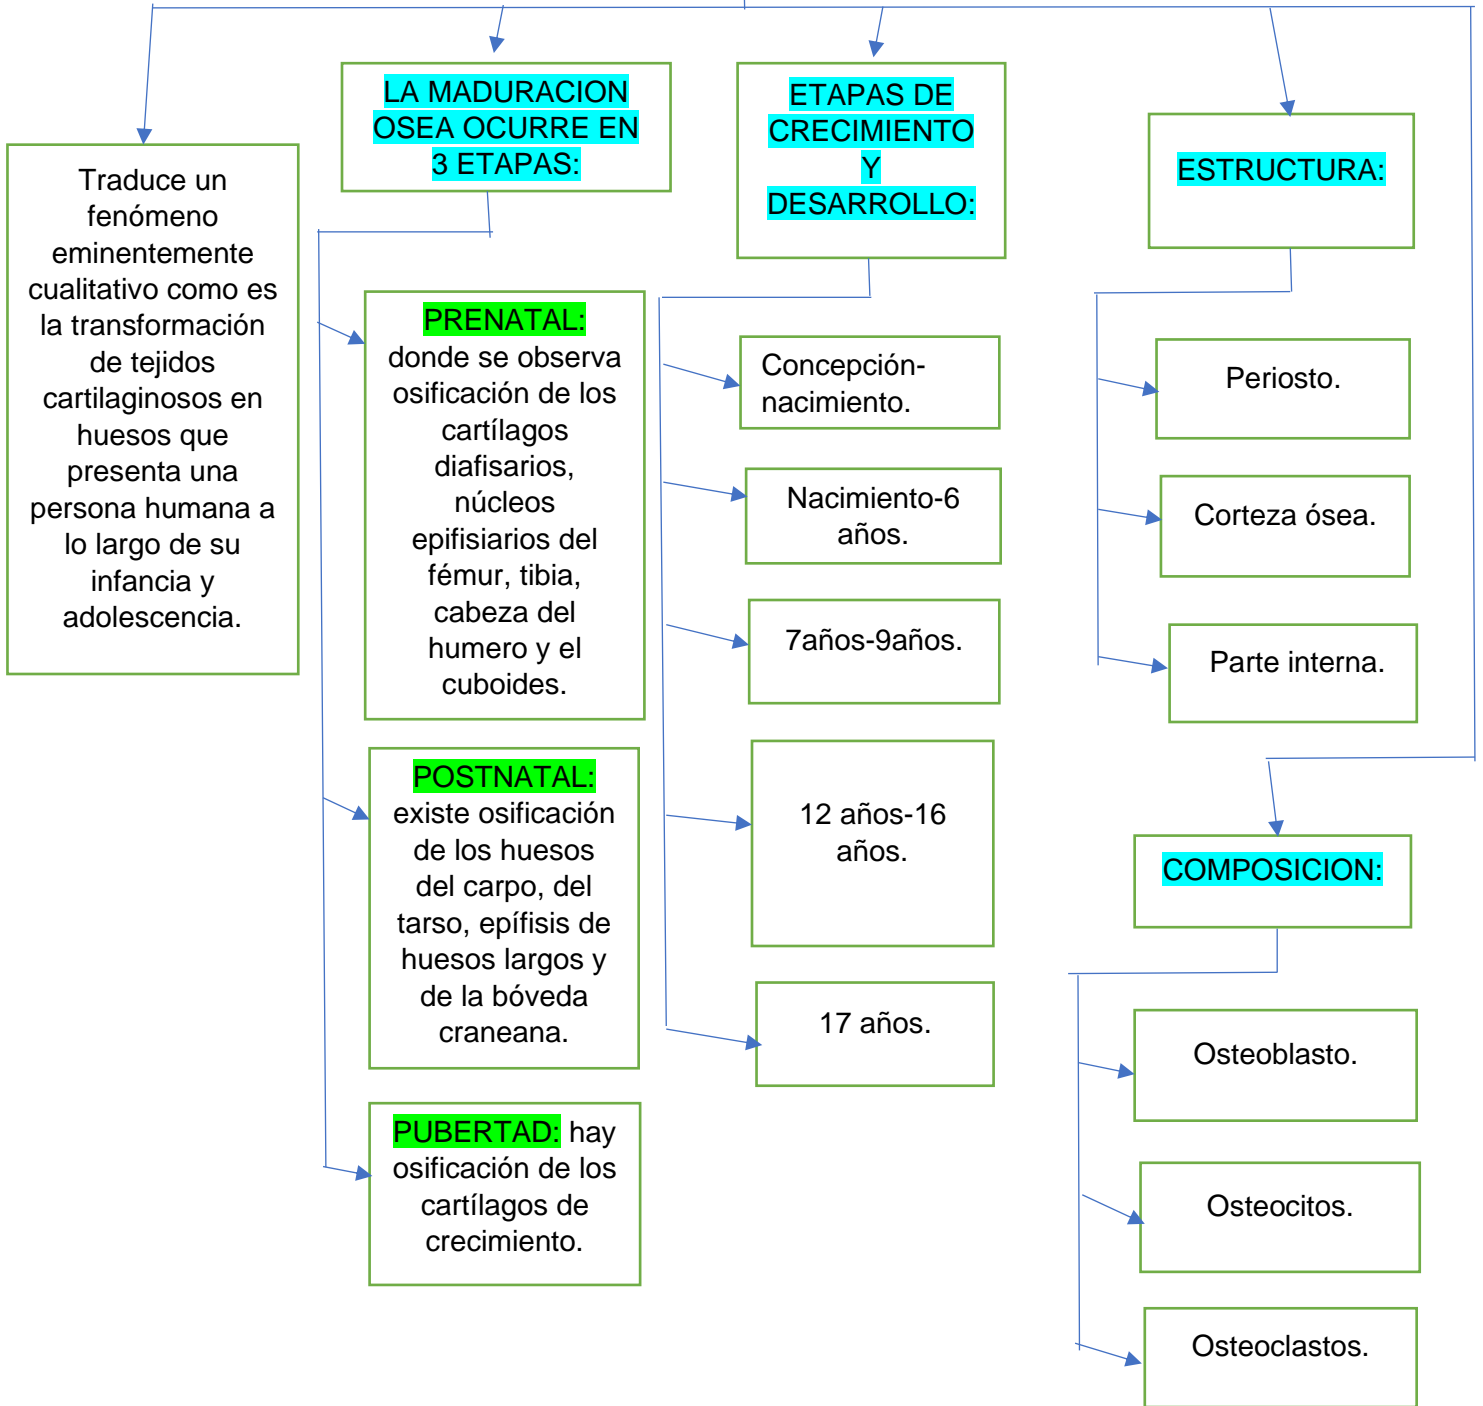 Traduce un
fenómeno
eminentemente
cualitativo como es
la transformación
de tejidos
cartilaginosos en
huesos que
presenta una
persona humana a
lo largo de su
infancia y
adolescencia.
LA MADURACION
OSEA OCURRE EN
3 ETAPAS:
PRENATAL:
donde se observa
osificación de los
cartílagos
diafisarios,
núcleos
epifisiarios del
fémur, tibia,
cabeza del
humero y el
cuboides.
POSTNATAL:
existe osificación
de los huesos
del carpo, del
tarso, epífisis de
huesos largos y
de la bóveda
craneana.
PUBERTAD: hay
osificación de los
cartílagos de
crecimiento.
ETAPAS DE
CRECIMIENTO
Y
DESARROLLO:
Concepción-
nacimiento.
Nacimiento-6
años.
7años-9años.
12 años-16
años.
17 años.
ESTRUCTURA:
Periosto.
Corteza ósea.
Parte interna.
COMPOSICION:
Osteoblasto.
Osteocitos.
Osteoclastos.